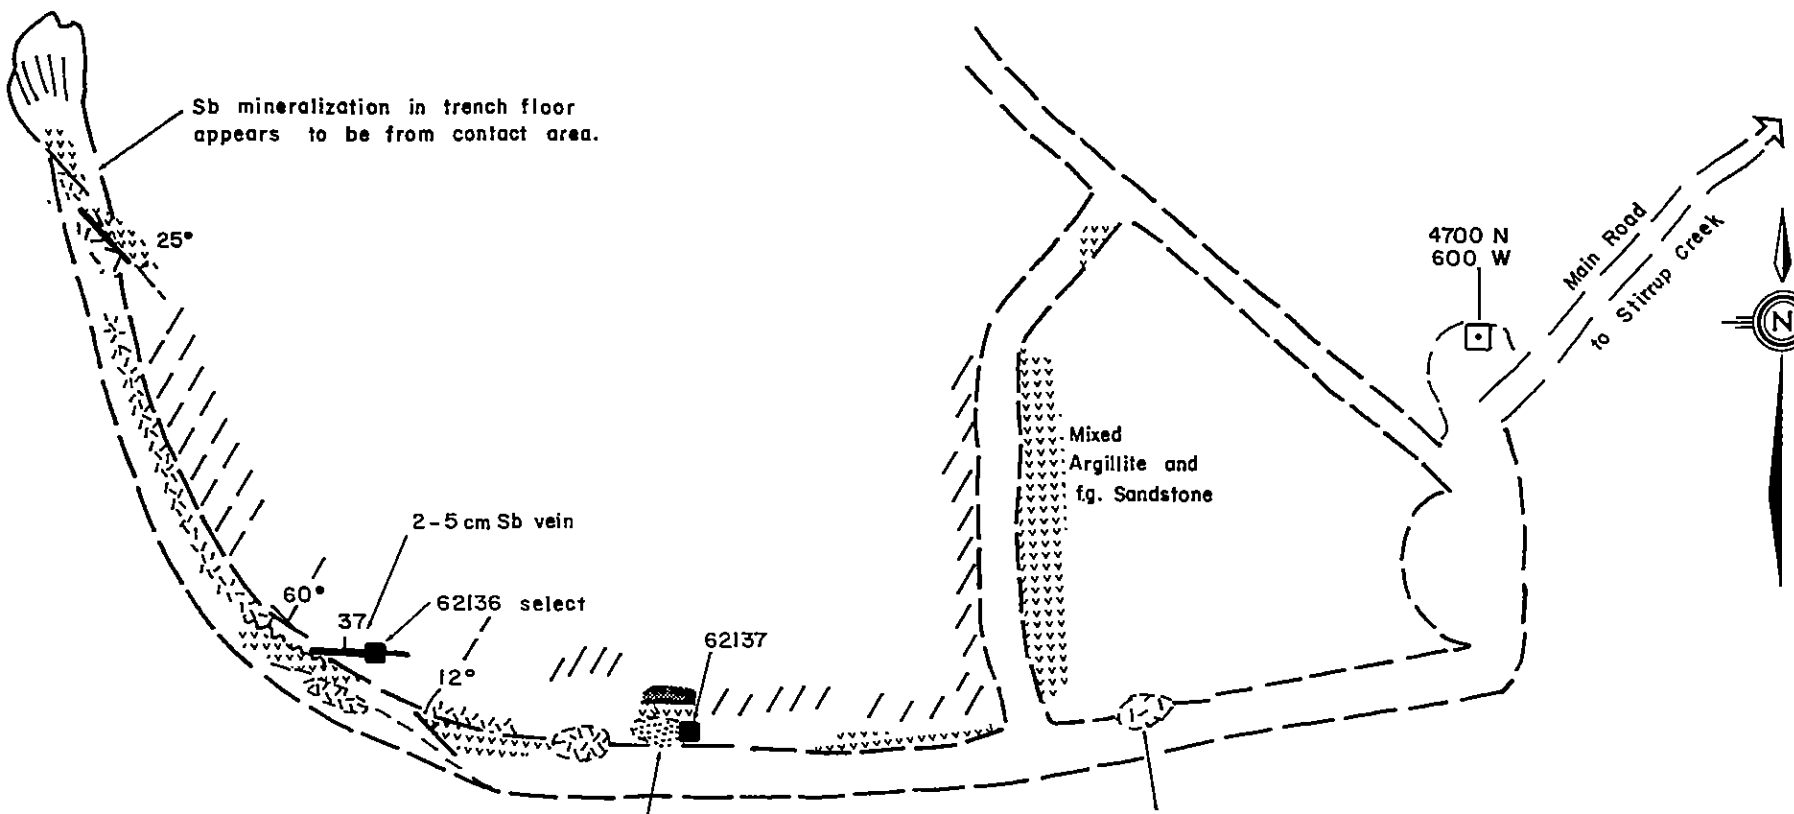 Sb mineralization in trench floor
appears to be from contact area.
25°
4700 N
600 W
Main Road
to Stirrup Creek
N
Mixed
Argillite and
f.g. Sandstone
2-5 cm Sb vein
60°
37
62136 select
12°
62137